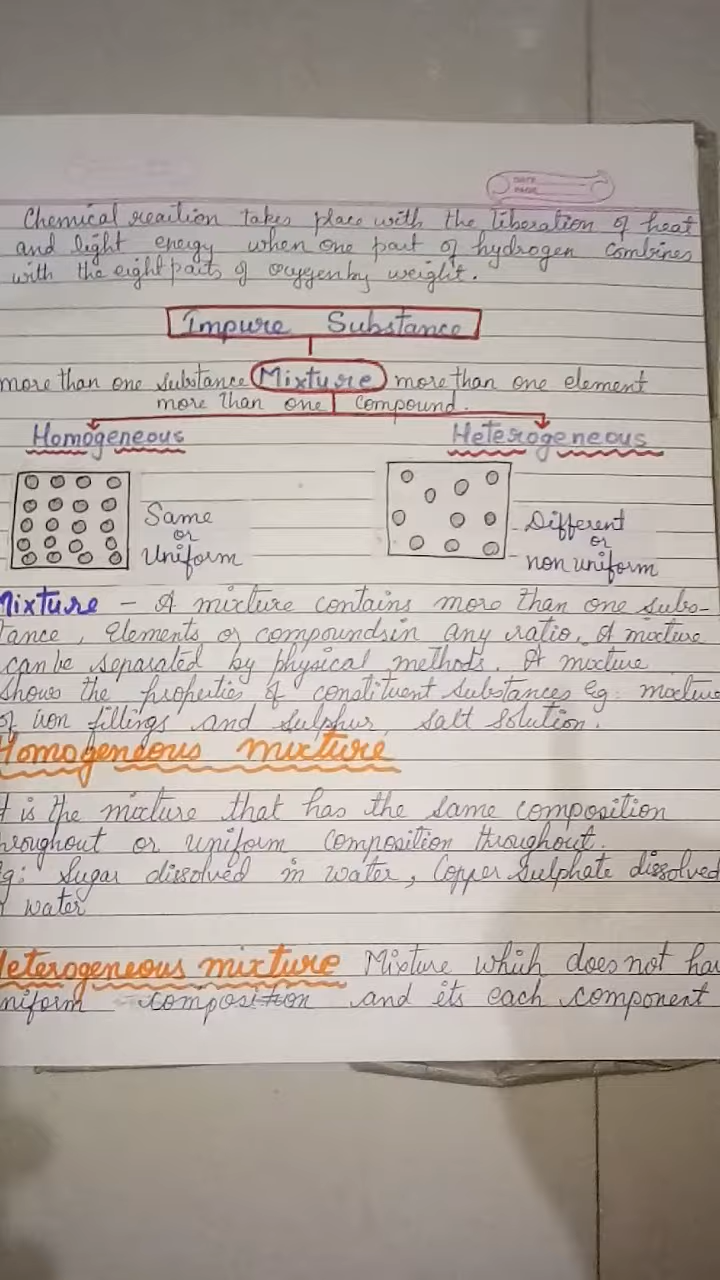 DATE
PAGE
Chemical reaction takes place with the liberation of heat
and light energy when one part of hydrogen combines
with the eight parts of oxygen by weight.
Impure Substance
more than one substance Mixture more than one element
more than one compound.
Homogeneous Heterogeneous
Same
or
Uniform
Different
or
non uniform
Mixture - A mixture contains more than one subs-
tance, Elements or compounds in any ratio. A mixture
can be separated by physical methods. A mixture
shows the properties of constituent substances eg: mixture
of iron fillings and sulphur, salt solution.
Homogeneous mixture
t is the mixture that has the same composition
hroughout or uniform composition throughout.
g: Sugar dissolved in water, Copper Sulphate dissolved
water
Heterogeneous mixture Mixture which does not ha
niform composition and its each component